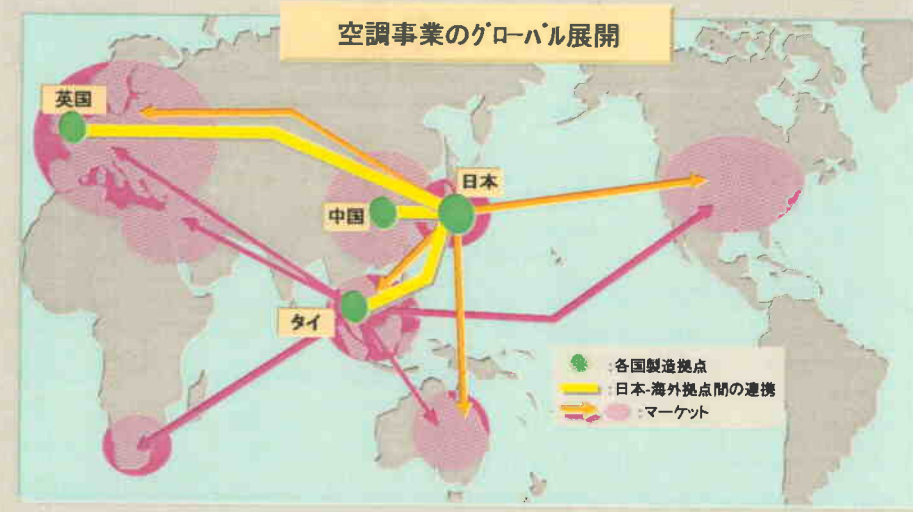 空調事業のグローバル展開
英国
日本
中国
タイ
:各国製造拠点
:日本-海外拠点間の連携
:マーケット